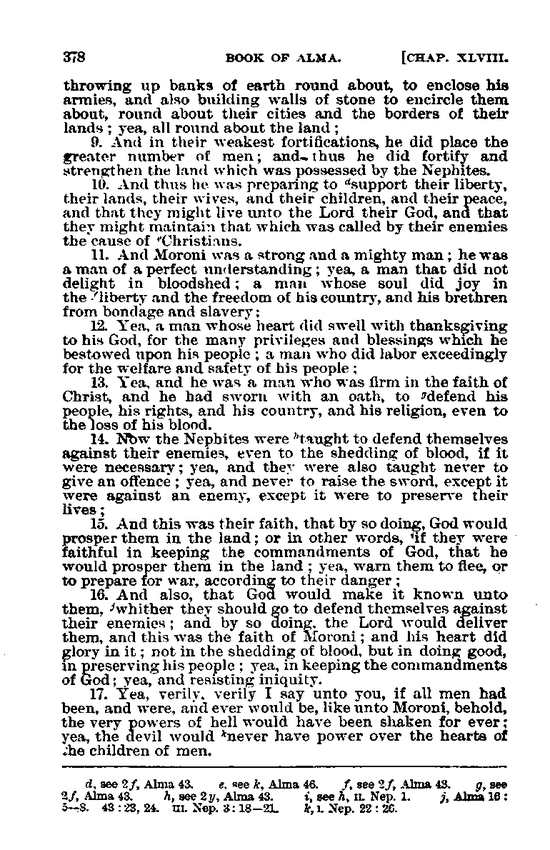 378 BOOK OF ALMA. [CHAP. XLVIII.
throwing up banks of earth round about, to enclose his
armies, and also building walls of stone to encircle them
about, round about their cities and the borders of their
lands ; yea, all round about the land ;
9. And in their weakest fortifications, he did place the
greater number of men ; and thus he did fortify and
strengthen the land which was possessed by the Nephites.
10. And thus he was preparing to dsupport their liberty,
their lands, their wives, and their children, and their peace,
and that they might live unto the Lord their God, and that
they might maintain that which was called by their enemies
the cause of eChristians.
11. And Moroni was a strong and a mighty man ; he was
a man of a perfect understanding ; yea, a man that did not
delight in bloodshed ; a man whose soul did joy in
the fliberty and the freedom of his country, and his brethren
from bondage and slavery ;
12. Yea, a man whose heart did swell with thanksgiving
to his God, for the many privileges and blessings which he
bestowed upon his people ; a man who did labor exceedingly
for the welfare and safety of his people ;
13. Yea, and he was a man who was firm in the faith of
Christ, and he had sworn with an oath, to gdefend his
people, his rights, and his country, and his religion, even to
the loss of his blood.
14. Now the Nephites were htaught to defend themselves
against their enemies, even to the shedding of blood, if it
were necessary ; yea, and they were also taught never to
give an offence ; yea, and never to raise the sword, except it
were against an enemy, except it were to preserve their
lives ;
15. And this was their faith, that by so doing, God would
prosper them in the land ; or in other words, iif they were
faithful in keeping the commandments of God, that he
would prosper them in the land ; yea, warn them to flee, or
to prepare for war, according to their danger ;
16. And also, that God would make it known unto
them, jwhither they should go to defend themselves against
their enemies ; and by so doing, the Lord would deliver
them, and this was the faith of Moroni ; and his heart did
glory in it ; not in the shedding of blood, but in doing good,
in preserving his people ; yea, in keeping the commandments
of God ; yea, and resisting iniquity.
17. Yea, verily, verily I say unto you, if all men had
been, and were, and ever would be, like unto Moroni, behold,
the very powers of hell would have been shaken for ever ;
yea, the devil would knever have power over the hearts of
the children of men.
d, see 2f, Alma 43. e, see k, Alma 46. f, see 2f, Alma 43. g, see
2f, Alma 43. h, see 2y, Alma 43. i, see h, II. Nep. 1. j, Alma 16 :
5—8. 43 : 23, 24. III. Nep. 3 : 18—21. k, I. Nep. 22 : 26.